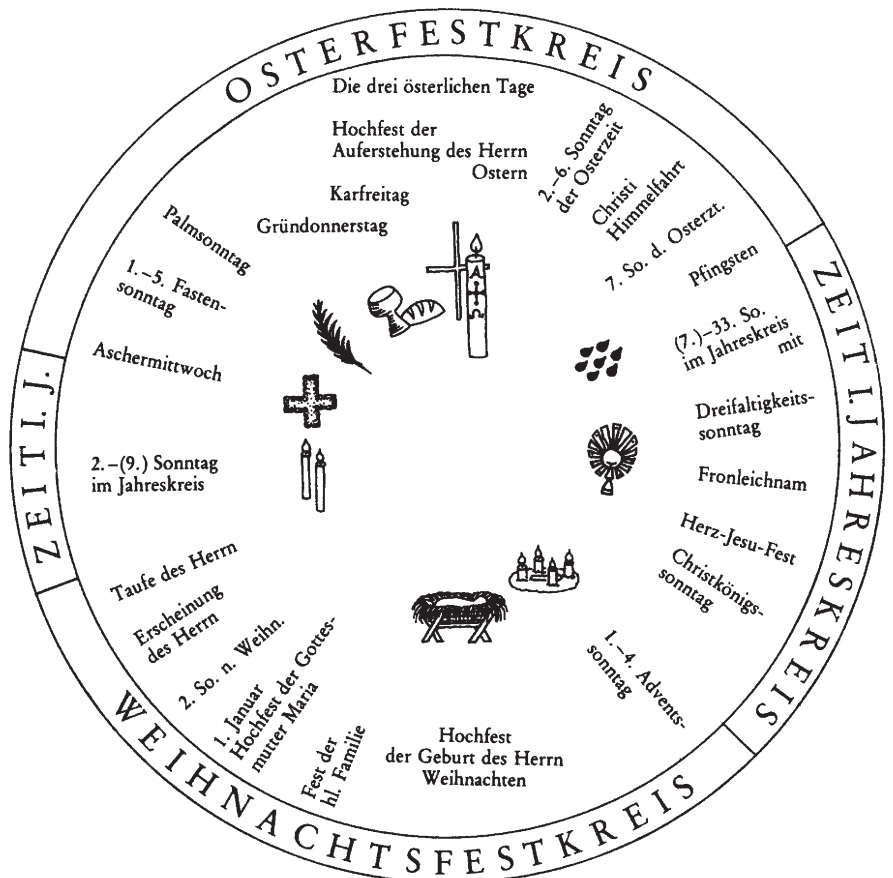 OSTERFESTKREIS
Die drei österlichen Tage
Hochfest der
Auferstehung des Herrn
Ostern
Karfreitag
Gründonnerstag
2.–6. Sonntag
der Osterzeit
Christi
Himmelfahrt
7. So. d. Osterzt.
Pfingsten
ZEIT I. JAHRESKREIS
(7.)–33. So.
im Jahreskreis
mit
Dreifaltigkeits-
sonntag
Fronleichnam
Herz-Jesu-Fest
Christkönigs-
sonntag
WEIHNACHTSFESTKREIS
1.–4. Advents-
sonntag
Hochfest
der Geburt des Herrn
Weihnachten
Fest der
hl. Familie
1. Januar
Hochfest der Gottes-
mutter Maria
2. So. n. Weihn.
Erscheinung
des Herrn
Taufe des Herrn
ZEIT I. J.
2.–(9.) Sonntag
im Jahreskreis
Aschermittwoch
1.–5. Fasten-
sonntag
Palmsonntag
A